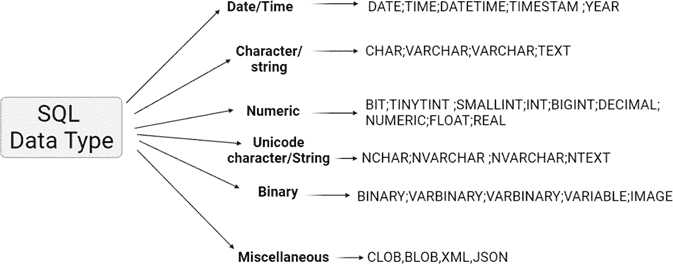 SQL
Data Type
Date/Time
DATE;TIME;DATETIME;TIMESTAM ;YEAR
Character/
string
CHAR;VARCHAR;VARCHAR;TEXT
Numeric
BIT;TINYTINT ;SMALLINT;INT;BIGINT;DECIMAL;
NUMERIC;FLOAT;REAL
Unicode
character/String
NCHAR;NVARCHAR ;NVARCHAR;NTEXT
Binary
BINARY;VARBINARY;VARBINARY;VARIABLE;IMAGE
Miscellaneous
CLOB,BLOB,XML,JSON